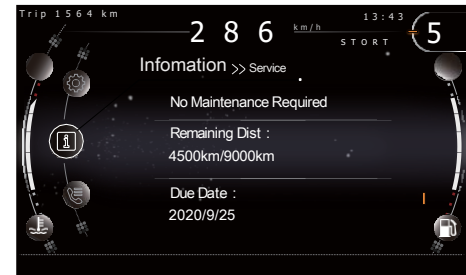 Trip 1564 km
286 km/h
13:43
STORT
5
Infomation >> Service
No Maintenance Required
Remaining Dist :
4500km/9000km
Due Date :
2020/9/25